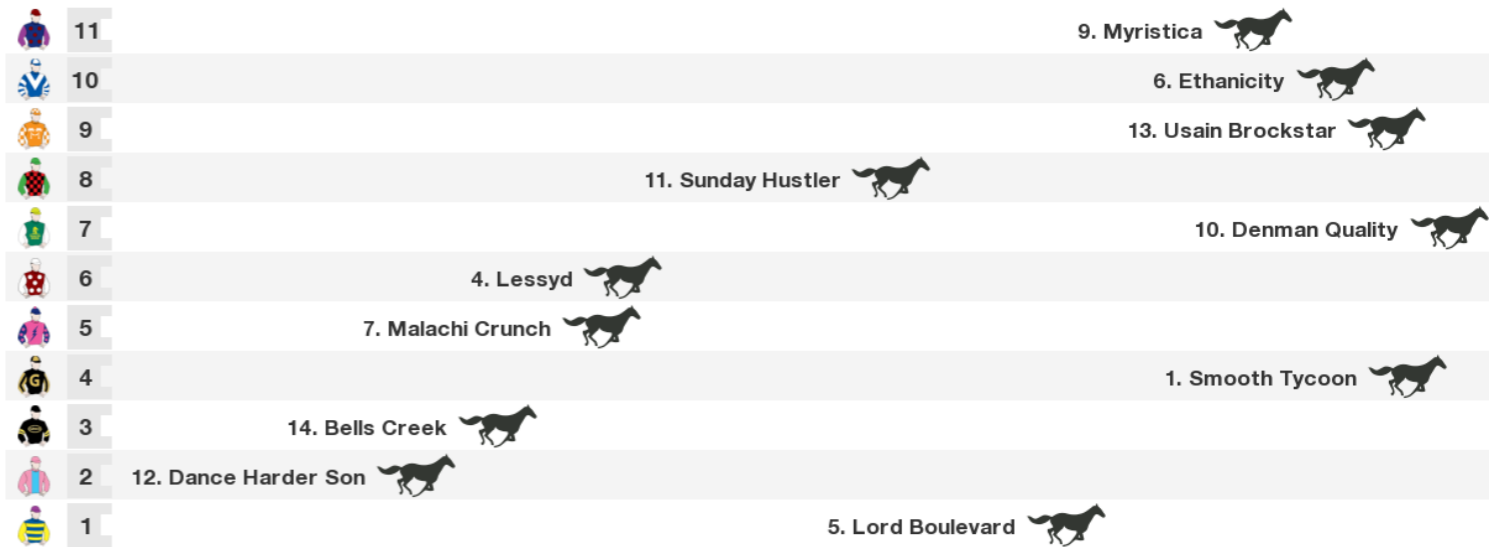 11 9. Myristica
10 6. Ethanicity
9 13. Usain Brockstar
8 11. Sunday Hustler
7 10. Denman Quality
6 4. Lessyd
5 7. Malachi Crunch
G 4 1. Smooth Tycoon
3 14. Bells Creek
2 12. Dance Harder Son
1 5. Lord Boulevard